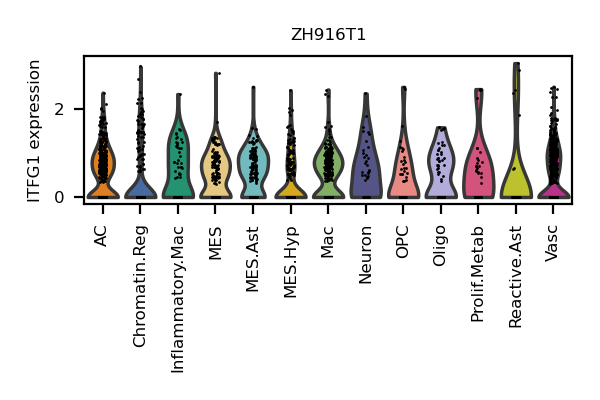 ZH916T1
ITFG1 expression
2
0
AC
Chromatin.Reg
Inflammatory.Mac
MES
MES.Ast
MES.Hyp
Mac
Neuron
OPC
Oligo
Prolif.Metab
Reactive.Ast
Vasc